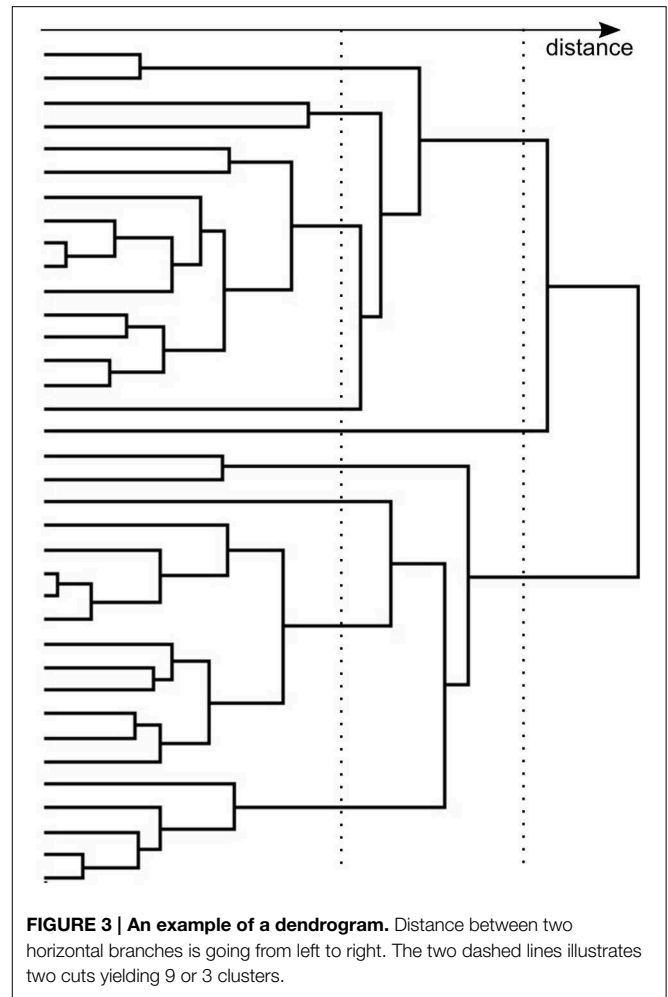 distance
FIGURE 3 | An example of a dendrogram. Distance between two
horizontal branches is going from left to right. The two dashed lines illustrates
two cuts yielding 9 or 3 clusters.